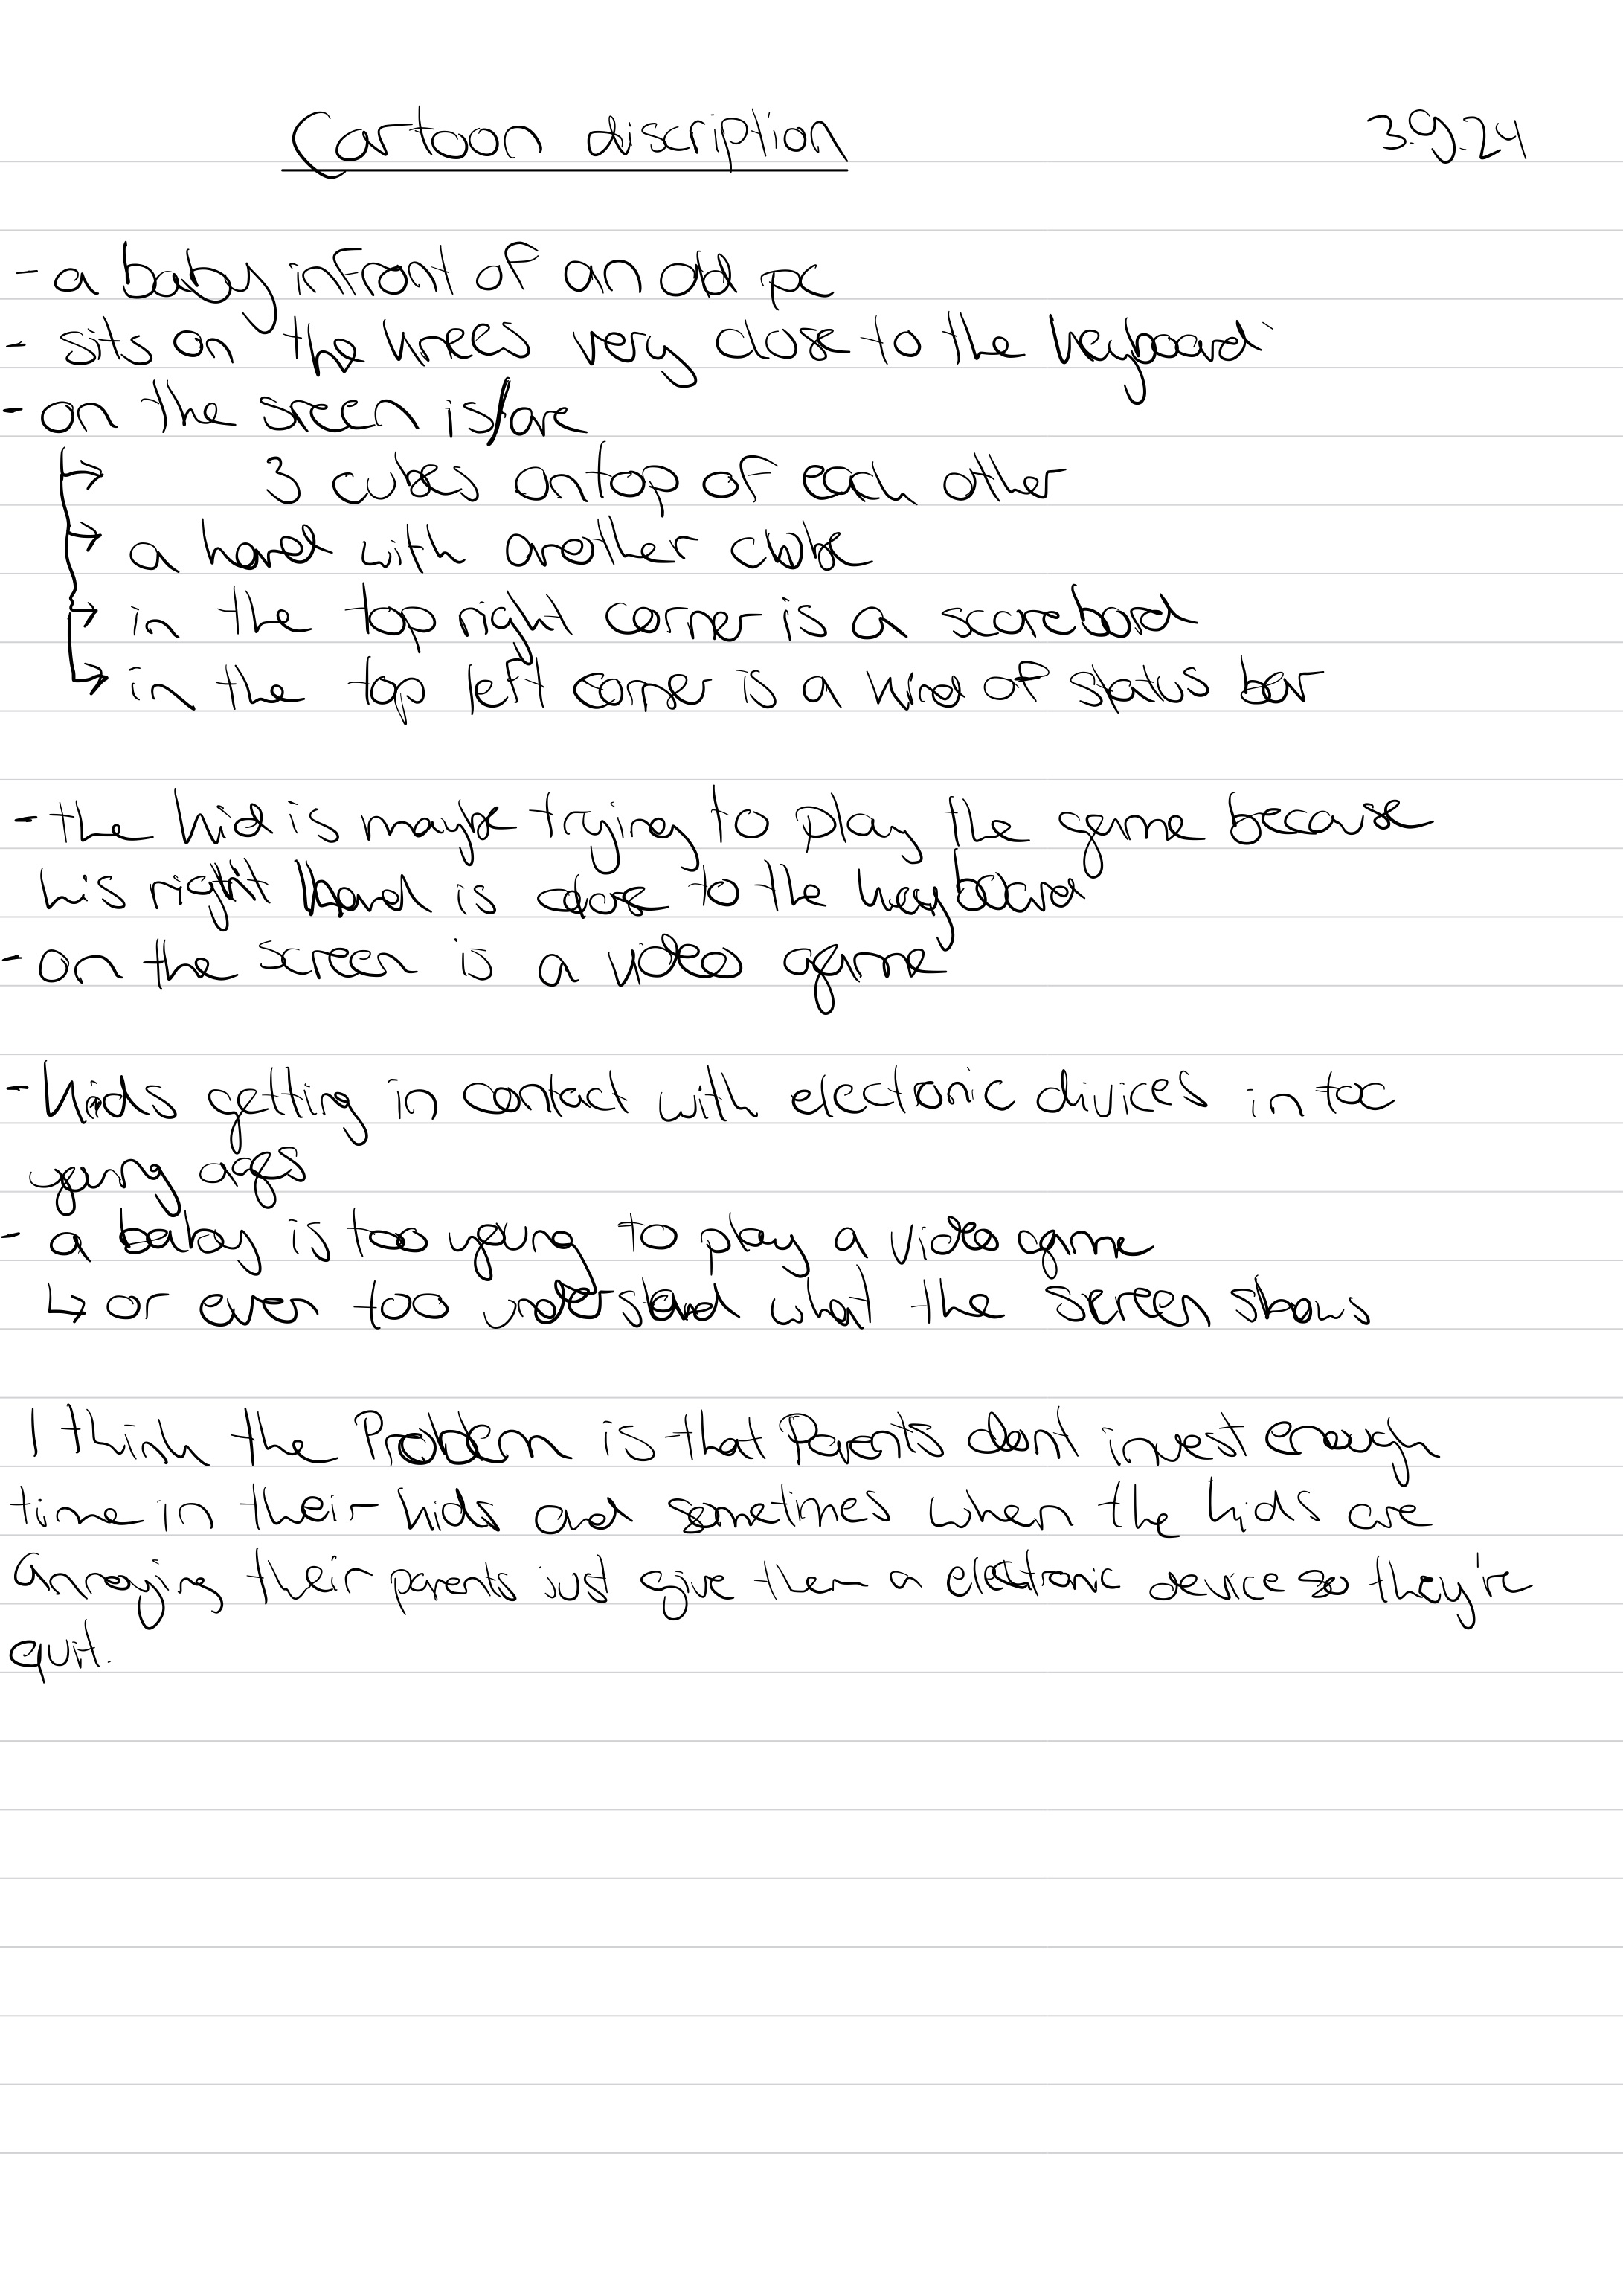 Cartoon discription 3.9.24
- a baby infront of an old pc
- sits on the knees very close to the keyboard
- on the sreen is/are
→ 3 cubes ontop of each other
→ a hand with another cube
→ in the top right corner is a scorebord
→ in the top left corner is a kind of status bar
- the kid is maybe trying to play the game because
his right hand is close to the keyboard
- on the screen is a video game
- kids getting in contact with electonic divices in too
yung ages
- a baby is too young to play a video game
↳ or even too understand what the screen shows
I think the Problem is that Parents dont invest enough
time in their kids and sometimes when the kids are
annoying their parents just give them a electronic device so they're
quit.